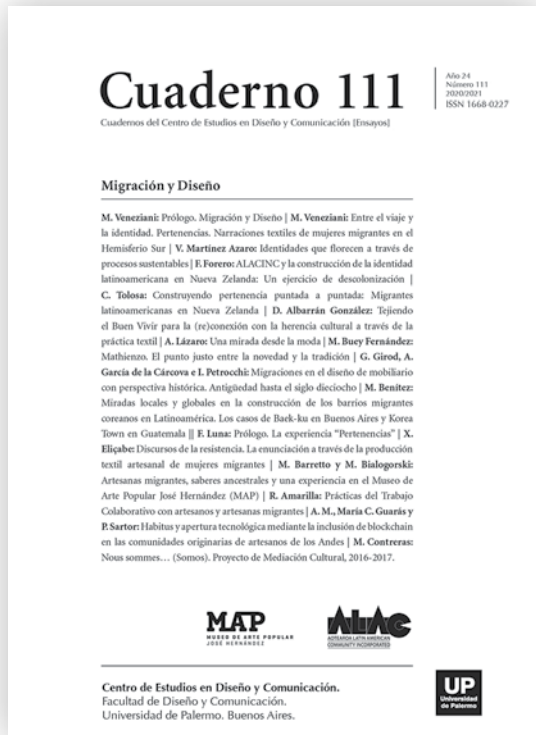 Cuaderno 111
Cuadernos del Centro de Estudios en Diseño y Comunicación [Ensayos]
Año 24
Número 111
2020/2021
ISSN 1668-0227
Migración y Diseño
M. Veneziani: Prólogo. Migración y Diseño | M. Veneziani: Entre el viaje y
la identidad. Pertenencias. Narraciones textiles de mujeres migrantes en el
Hemisferio Sur | V. Martínez Azaro: Identidades que florecen a través de
procesos sustentables | F. Forero: ALACINC y la construcción de la identidad
latinoamericana en Nueva Zelanda: Un ejercicio de descolonización |
C. Tolosa: Construyendo pertenencia puntada a puntada: Migrantes
latinoamericanas en Nueva Zelanda | D. Albarrán González: Tejiendo
el Buen Vivir para la (re)conexión con la herencia cultural a través de la
práctica textil | A. Lázaro: Una mirada desde la moda | M. Buey Fernández:
Mathienzo. El punto justo entre la novedad y la tradición | G. Girod, A.
García de la Cárcova e I. Petrocchi: Migraciones en el diseño de mobiliario
con perspectiva histórica. Antigüedad hasta el siglo dieciocho | M. Benítez:
Miradas locales y globales en la construcción de los barrios migrantes
coreanos en Latinoamérica. Los casos de Baek-ku en Buenos Aires y Korea
Town en Guatemala || F. Luna: Prólogo. La experiencia “Pertenencias” | X.
Eliçabe: Discursos de la resistencia. La enunciación a través de la producción
textil artesanal de mujeres migrantes | M. Barretto y M. Bialogorski:
Artesanas migrantes, saberes ancestrales y una experiencia en el Museo de
Arte Popular José Hernández (MAP) | R. Amarilla: Prácticas del Trabajo
Colaborativo con artesanos y artesanas migrantes | A. M., María C. Guarás y
P. Sartor: Habitus y apertura tecnológica mediante la inclusión de blockchain
en las comunidades originarias de artesanos de los Andes | M. Contreras:
Nous sommes… (Somos). Proyecto de Mediación Cultural, 2016-2017.
MAP
MUSEO DE ARTE POPULAR
JOSÉ HERNÁNDEZ
ALAC
AOTEAROA LATIN AMERICAN
COMMUNITY INCORPORATED
Centro de Estudios en Diseño y Comunicación.
Facultad de Diseño y Comunicación.
Universidad de Palermo. Buenos Aires.
UP
Universidad
de Palermo